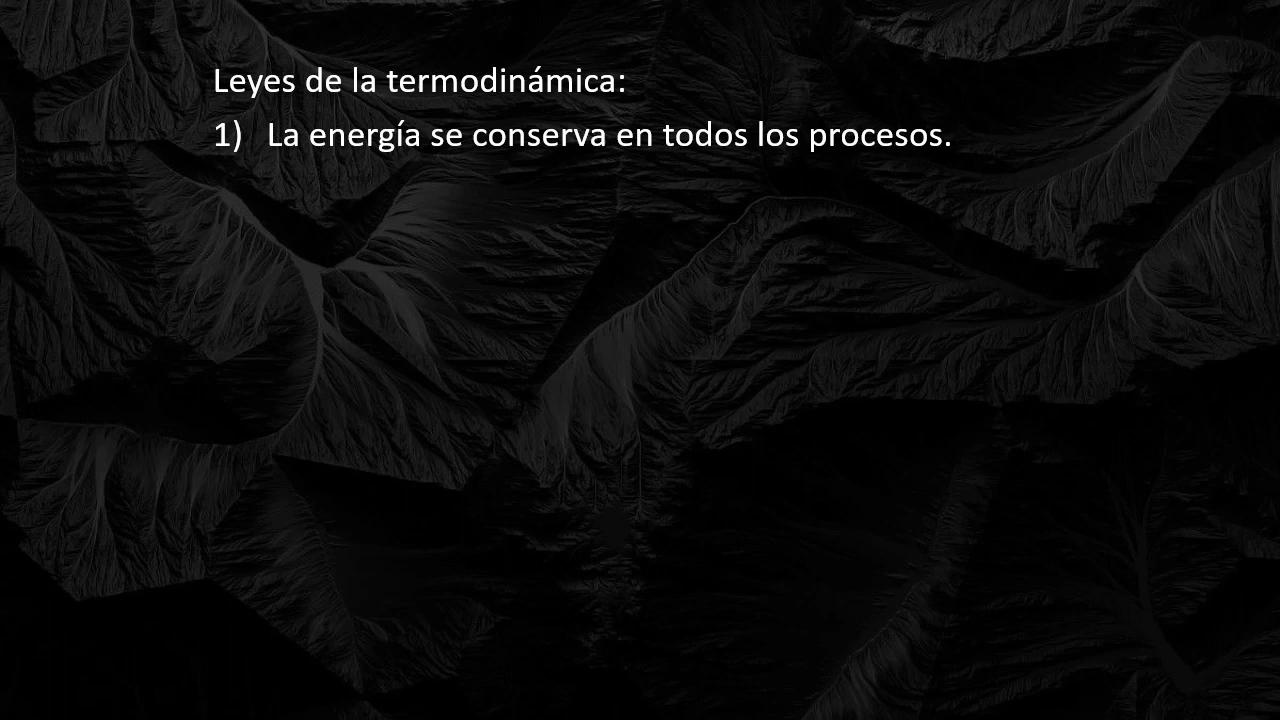 Leyes de la termodinámica:
1) La energía se conserva en todos los procesos.